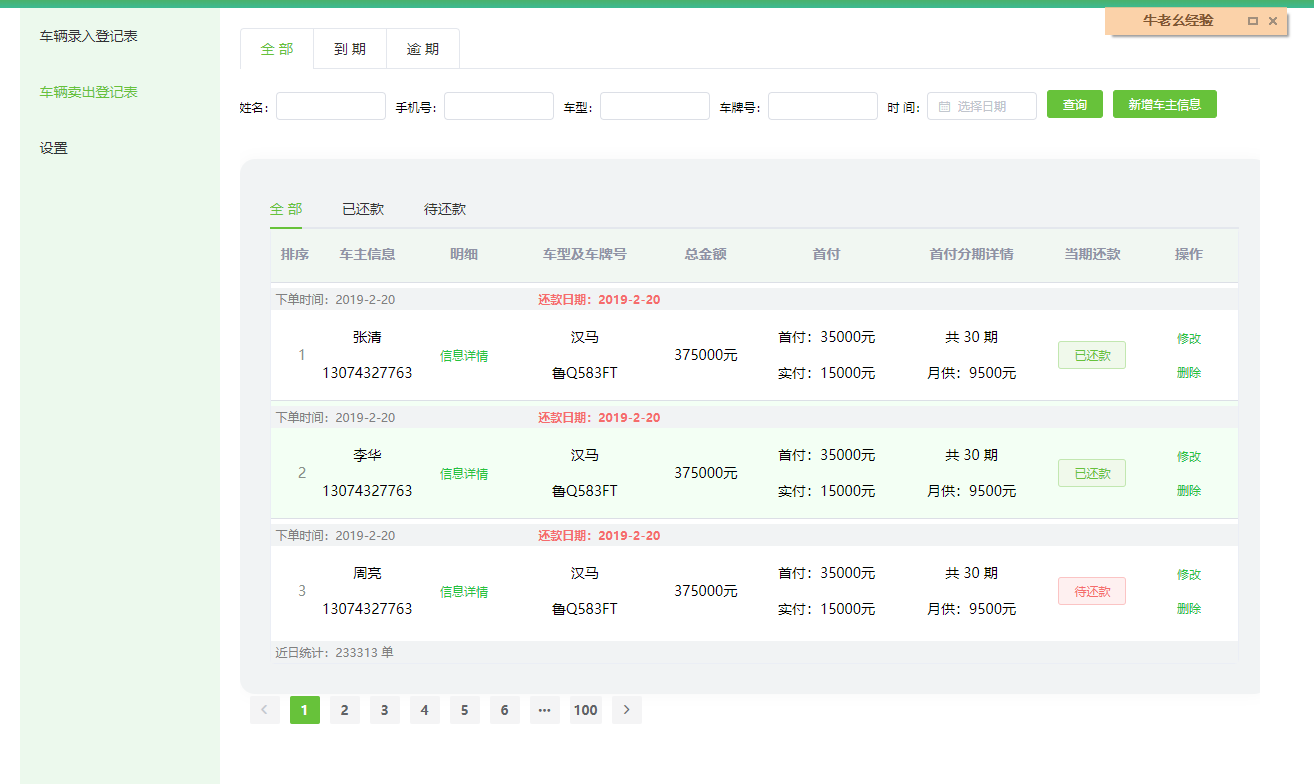 牛老幺经验
车辆录入登记表
车辆卖出登记表
设置
全 部 到 期 逾 期
姓名: 手机号: 车型: 车牌号: 时 间: 选择日期 查询 新增车主信息
全 部 已还款 待还款
排序 车主信息 明细 车型及车牌号 总金额 首付 首付分期详情 当期还款 操作
下单时间：2019-2-20 还款日期：2019-2-20
张清 汉马 首付：35000元 共 30 期 修改
1 信息详情 375000元 已还款
13074327763 鲁Q583FT 实付：15000元 月供：9500元 删除
下单时间：2019-2-20 还款日期：2019-2-20
李华 汉马 首付：35000元 共 30 期 修改
2 信息详情 375000元 已还款
13074327763 鲁Q583FT 实付：15000元 月供：9500元 删除
下单时间：2019-2-20 还款日期：2019-2-20
周亮 汉马 首付：35000元 共 30 期 修改
3 信息详情 375000元 待还款
13074327763 鲁Q583FT 实付：15000元 月供：9500元 删除
近日统计：233313 单
1 2 3 4 5 6 ··· 100